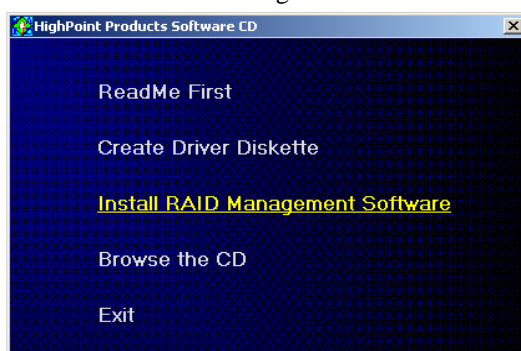 HighPoint Products Software CD
ReadMe First
Create Driver Diskette
Install RAID Management Software
Browse the CD
Exit